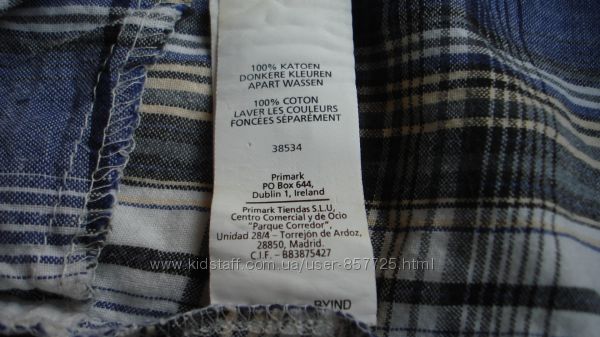 100% KATOEN
DONKERE KLEUREN
APART WASSEN
100% COTON
LAVER LES COULEURS
FONCÉES SÉPARÉMENT
38534
Primark
PO Box 644,
Dublin 1, Ireland
Primark Tiendas S.L.U,
Centro Comercial y de Ocio
"Parque Corredor",
Unidad 28/4 – Torrejón de Ardoz,
28850, Madrid.
C.I.F. - B83875427
www.kidstaff.com.ua/user-857725.html
BYIND